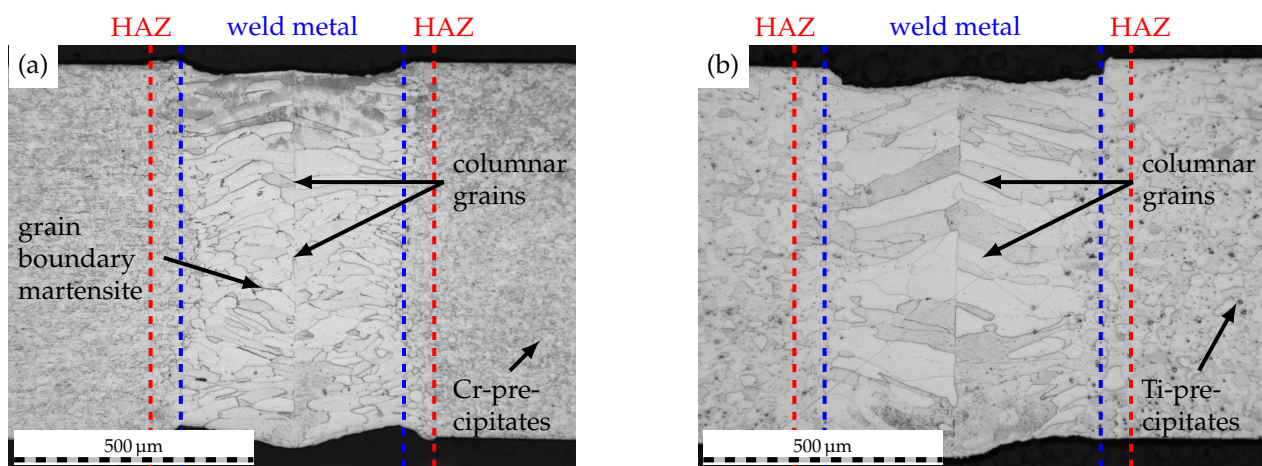 HAZ weld metal HAZ
(a)
columnar
grains
grain
boundary
martensite
Cr-pre-
cipitates
500 µm
HAZ weld metal HAZ
(b)
columnar
grains
Ti-pre-
cipitates
500 µm